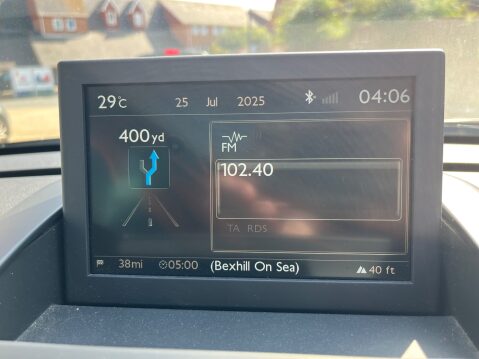 29°C 25 Jul 2025 04:06
400yd
FM
102.40
TA RDS
38mi 05:00 (Bexhill On Sea) 40 ft